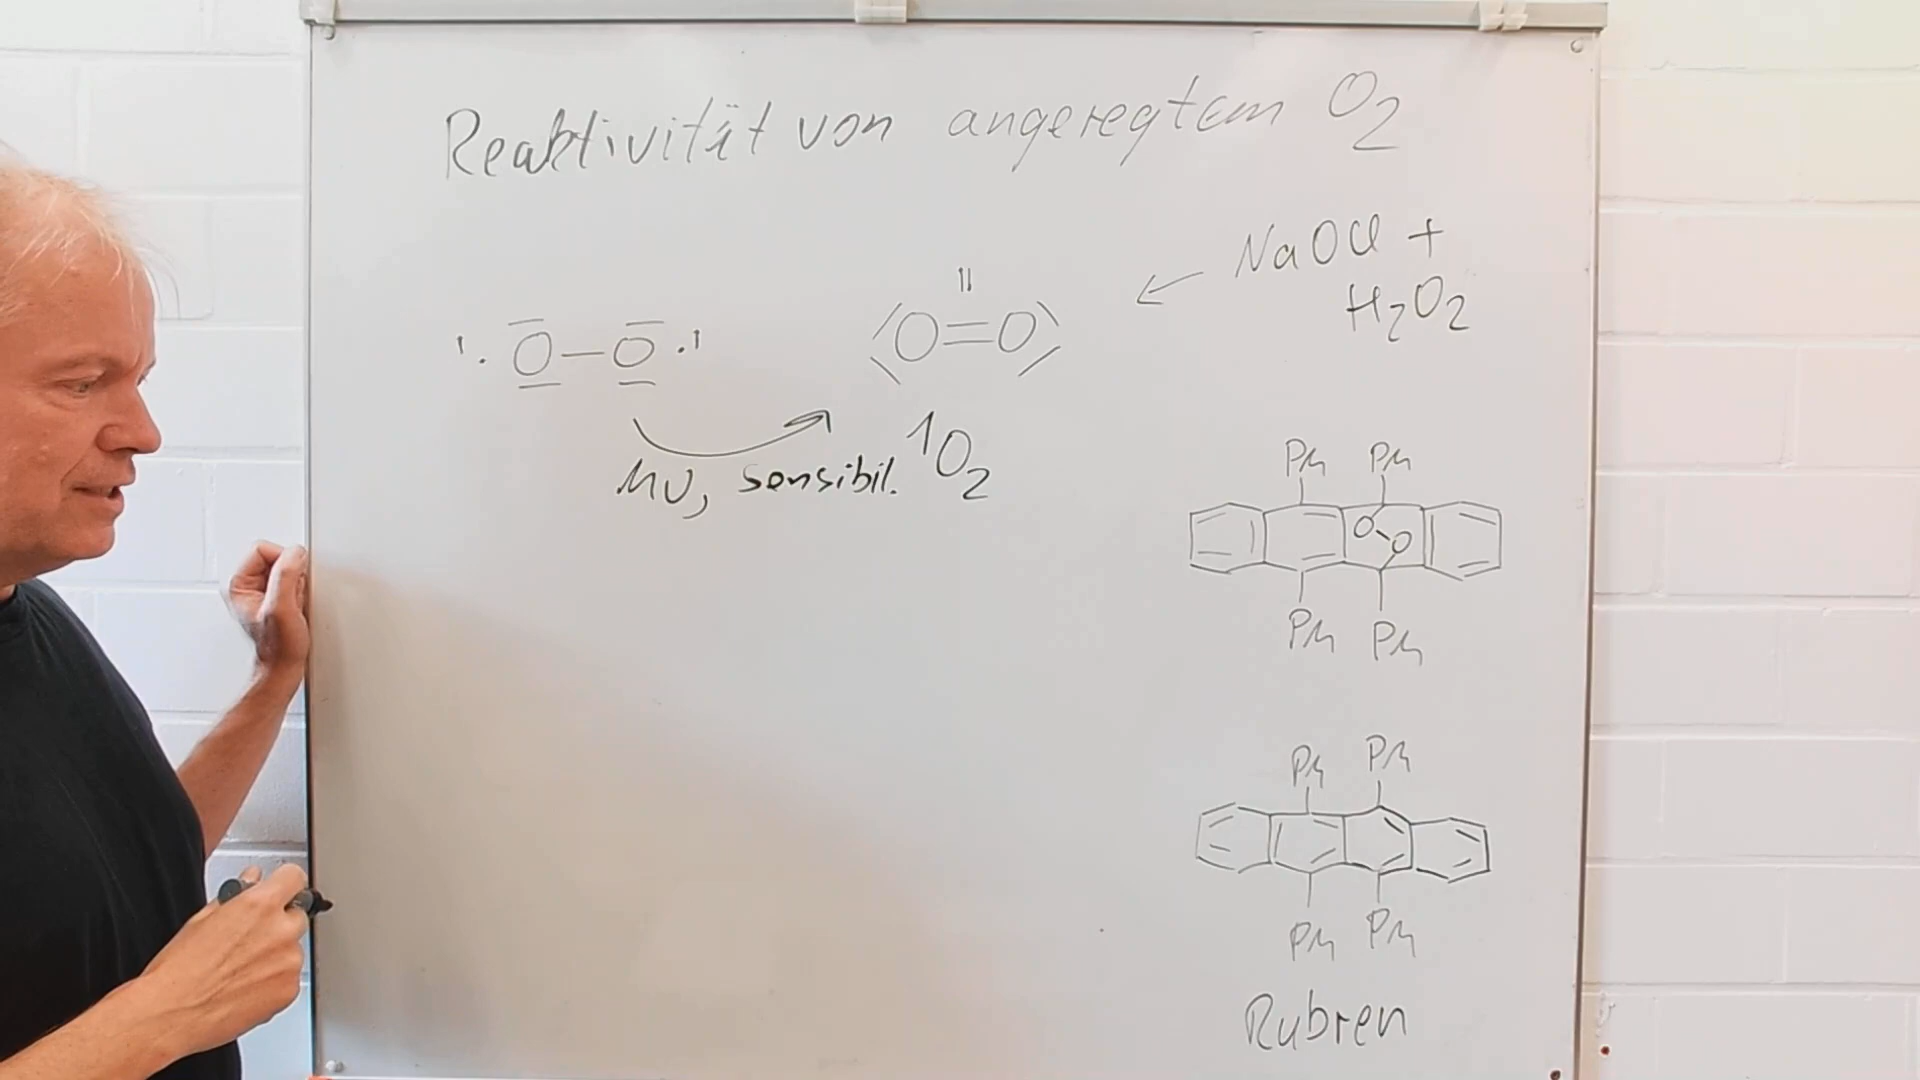 Reaktivität von angeregtem O2
NaOCl +
H2O2
O–O
O=O
hν, sensibil.
1O2
Ph Ph
O
O
Ph Ph
Ph Ph
Ph Ph
Rubren